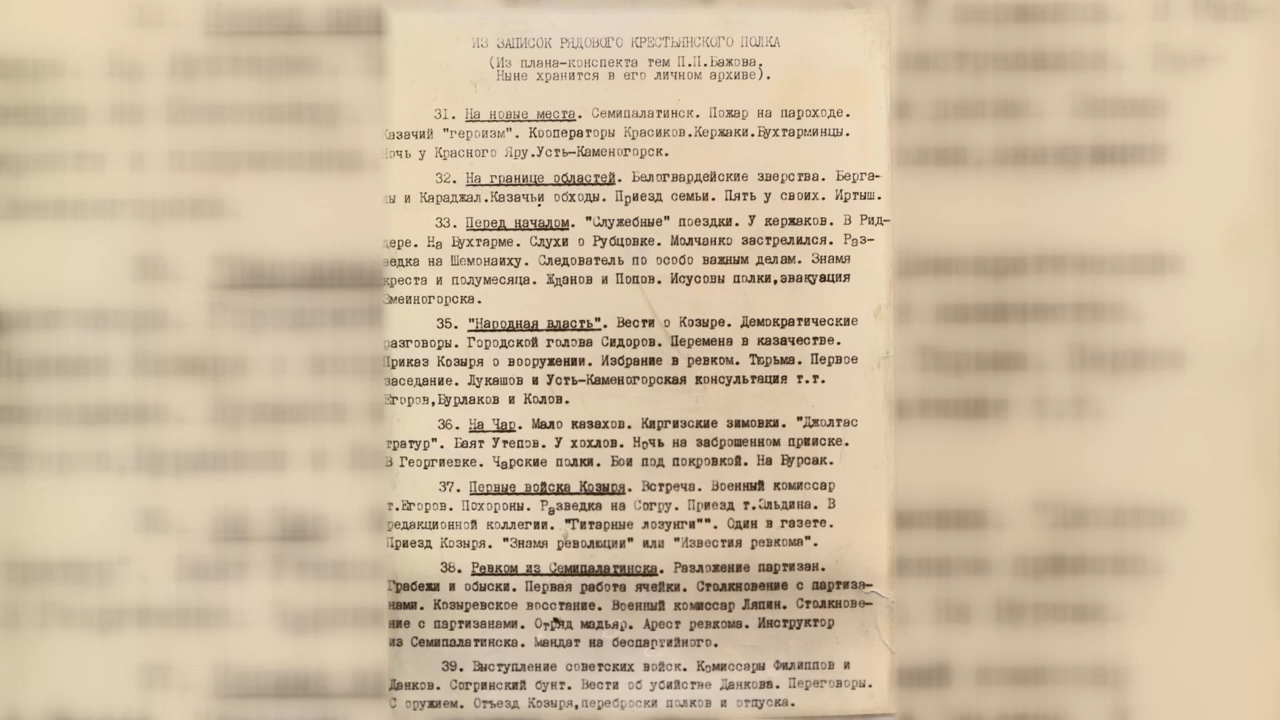 ИЗ ЗАПИСОК РЯДОВОГО КРЕСТЬЯНСКОГО ПОЛКА
(Из плана-конспекта тем П.П.Бажова.
Ныне хранится в его личном архиве).
31. На новые места. Семипалатинск. Пожар на пароходе.
Казачий "героизм". Кооператоры Красиков.Кержаки.Бухтарминцы.
Ночь у Красного Яру.Усть-Каменогорск.
32. На границе областей. Белогвардейские зверства. Берга-
ы и Караджал.Казачьи обходы. Приезд семьи. Пять у своих. Иртыш.
33. Перед началом. "Служебные" поездки. У кержаков. В Рид-
дере. На Бухтарме. Слухи о Рубцовке. Молчанко застрелился. Раз-
ведка на Шемонаиху. Следователь по особо важным делам. Знамя
креста и полумесяца. Жданов и Попов. Исусовы полки,эвакуация
Змеиногорска.
35. "Народная власть". Вести о Козыре. Демократические
разговоры. Городской голова Сидоров. Перемена в казачестве.
Приказ Козыря о вооружении. Избрание в ревком. Тюрьма. Первое
заседание. Лукашов и Усть-Каменогорская консультация т.т.
Егоров,Бурлаков и Колов.
36. На Чар. Мало казахов. Киргизские зимовки. "Джолтас
тратур". Баят Утепов. У хохлов. Ночь на заброшенном прииске.
В Георгиевке. Чарские полки. Бои под покровкой. На Бурсак.
37. Первые войска Козыря. Встреча. Военный комиссар
т.Егоров. Похороны. Разведка на Согру. Приезд т.Эльдина. В
редакционной коллегии. "Гитарные лозунги"". Один в газете.
Приезд Козыря. "Знамя революции" или "Известия ревкома".
38. Ревком из Семипалатинска. Разложение партизан.
Грабежи и обыски. Первая работа ячейки. Столкновение с партиза-
нами. Козыревское восстание. Военный комиссар Ляпин. Столкнове-
ние с партизанами. Отряд мадьяр. Арест ревкома. Инструктор
из Семипалатинска. Мандат на беспартийного.
39. Выступление советских войск. Комиссары Филиппов и
Данков. Согринский бунт. Вести об убийстве Данкова. Переговоры.
С оружием. Отъезд Козыря,переброски полков и отпуска.